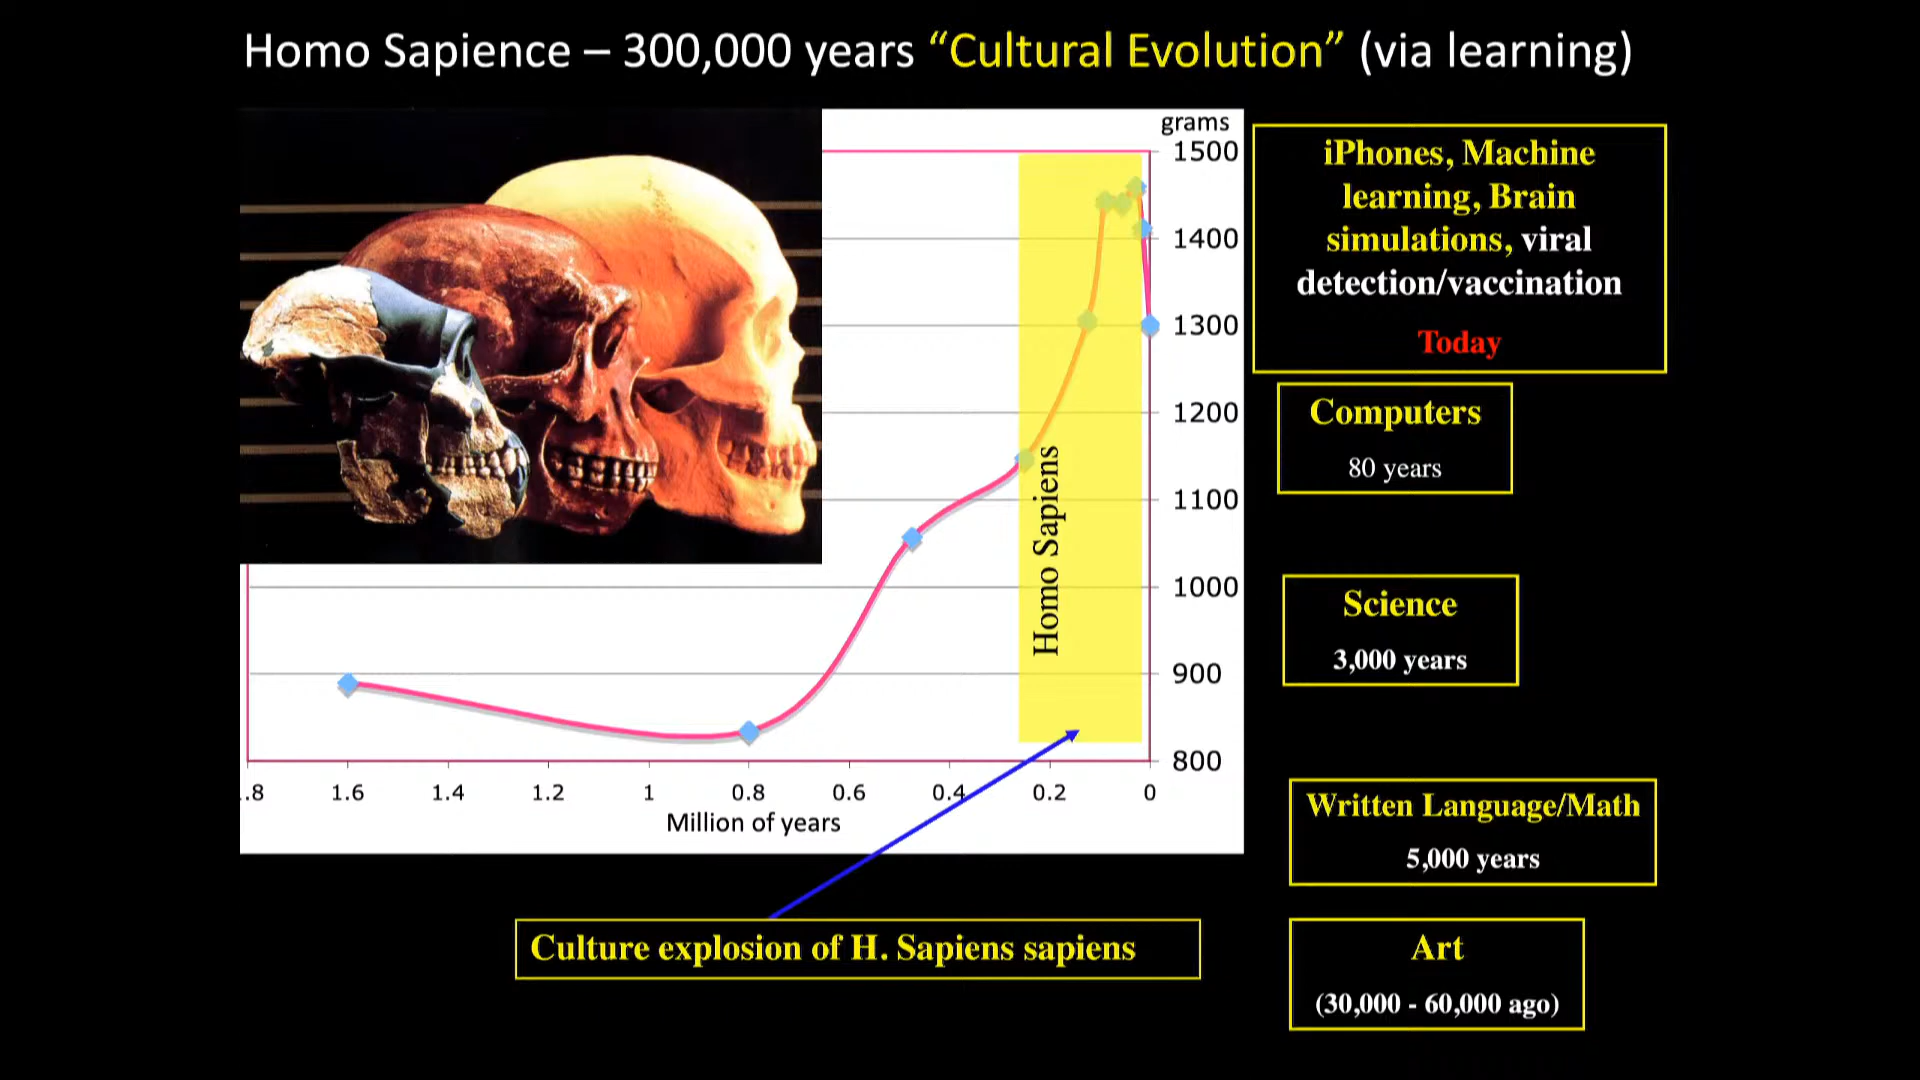 Homo Sapience – 300,000 years “Cultural Evolution” (via learning)
grams
1500
1400
1300
1200
1100
1000
900
800
Homo Sapiens
.8
1.6
1.4
1.2
1
0.8
0.6
0.4
0.2
0
Million of years
iPhones, Machine
learning, Brain
simulations, viral
detection/vaccination
Today
Computers
80 years
Science
3,000 years
Written Language/Math
5,000 years
Culture explosion of H. Sapiens sapiens
Art
(30,000 - 60,000 ago)